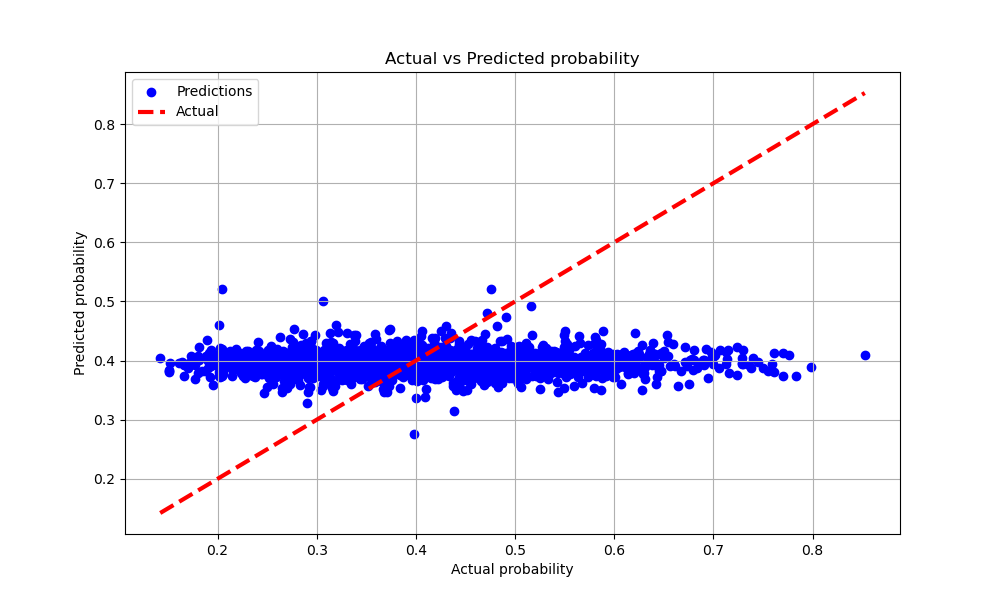 Actual vs Predicted probability
Predictions
Actual
0.8
0.7
0.6
0.5
0.4
0.3
0.2
Predicted probability
0.2 0.3 0.4 0.5 0.6 0.7 0.8
Actual probability